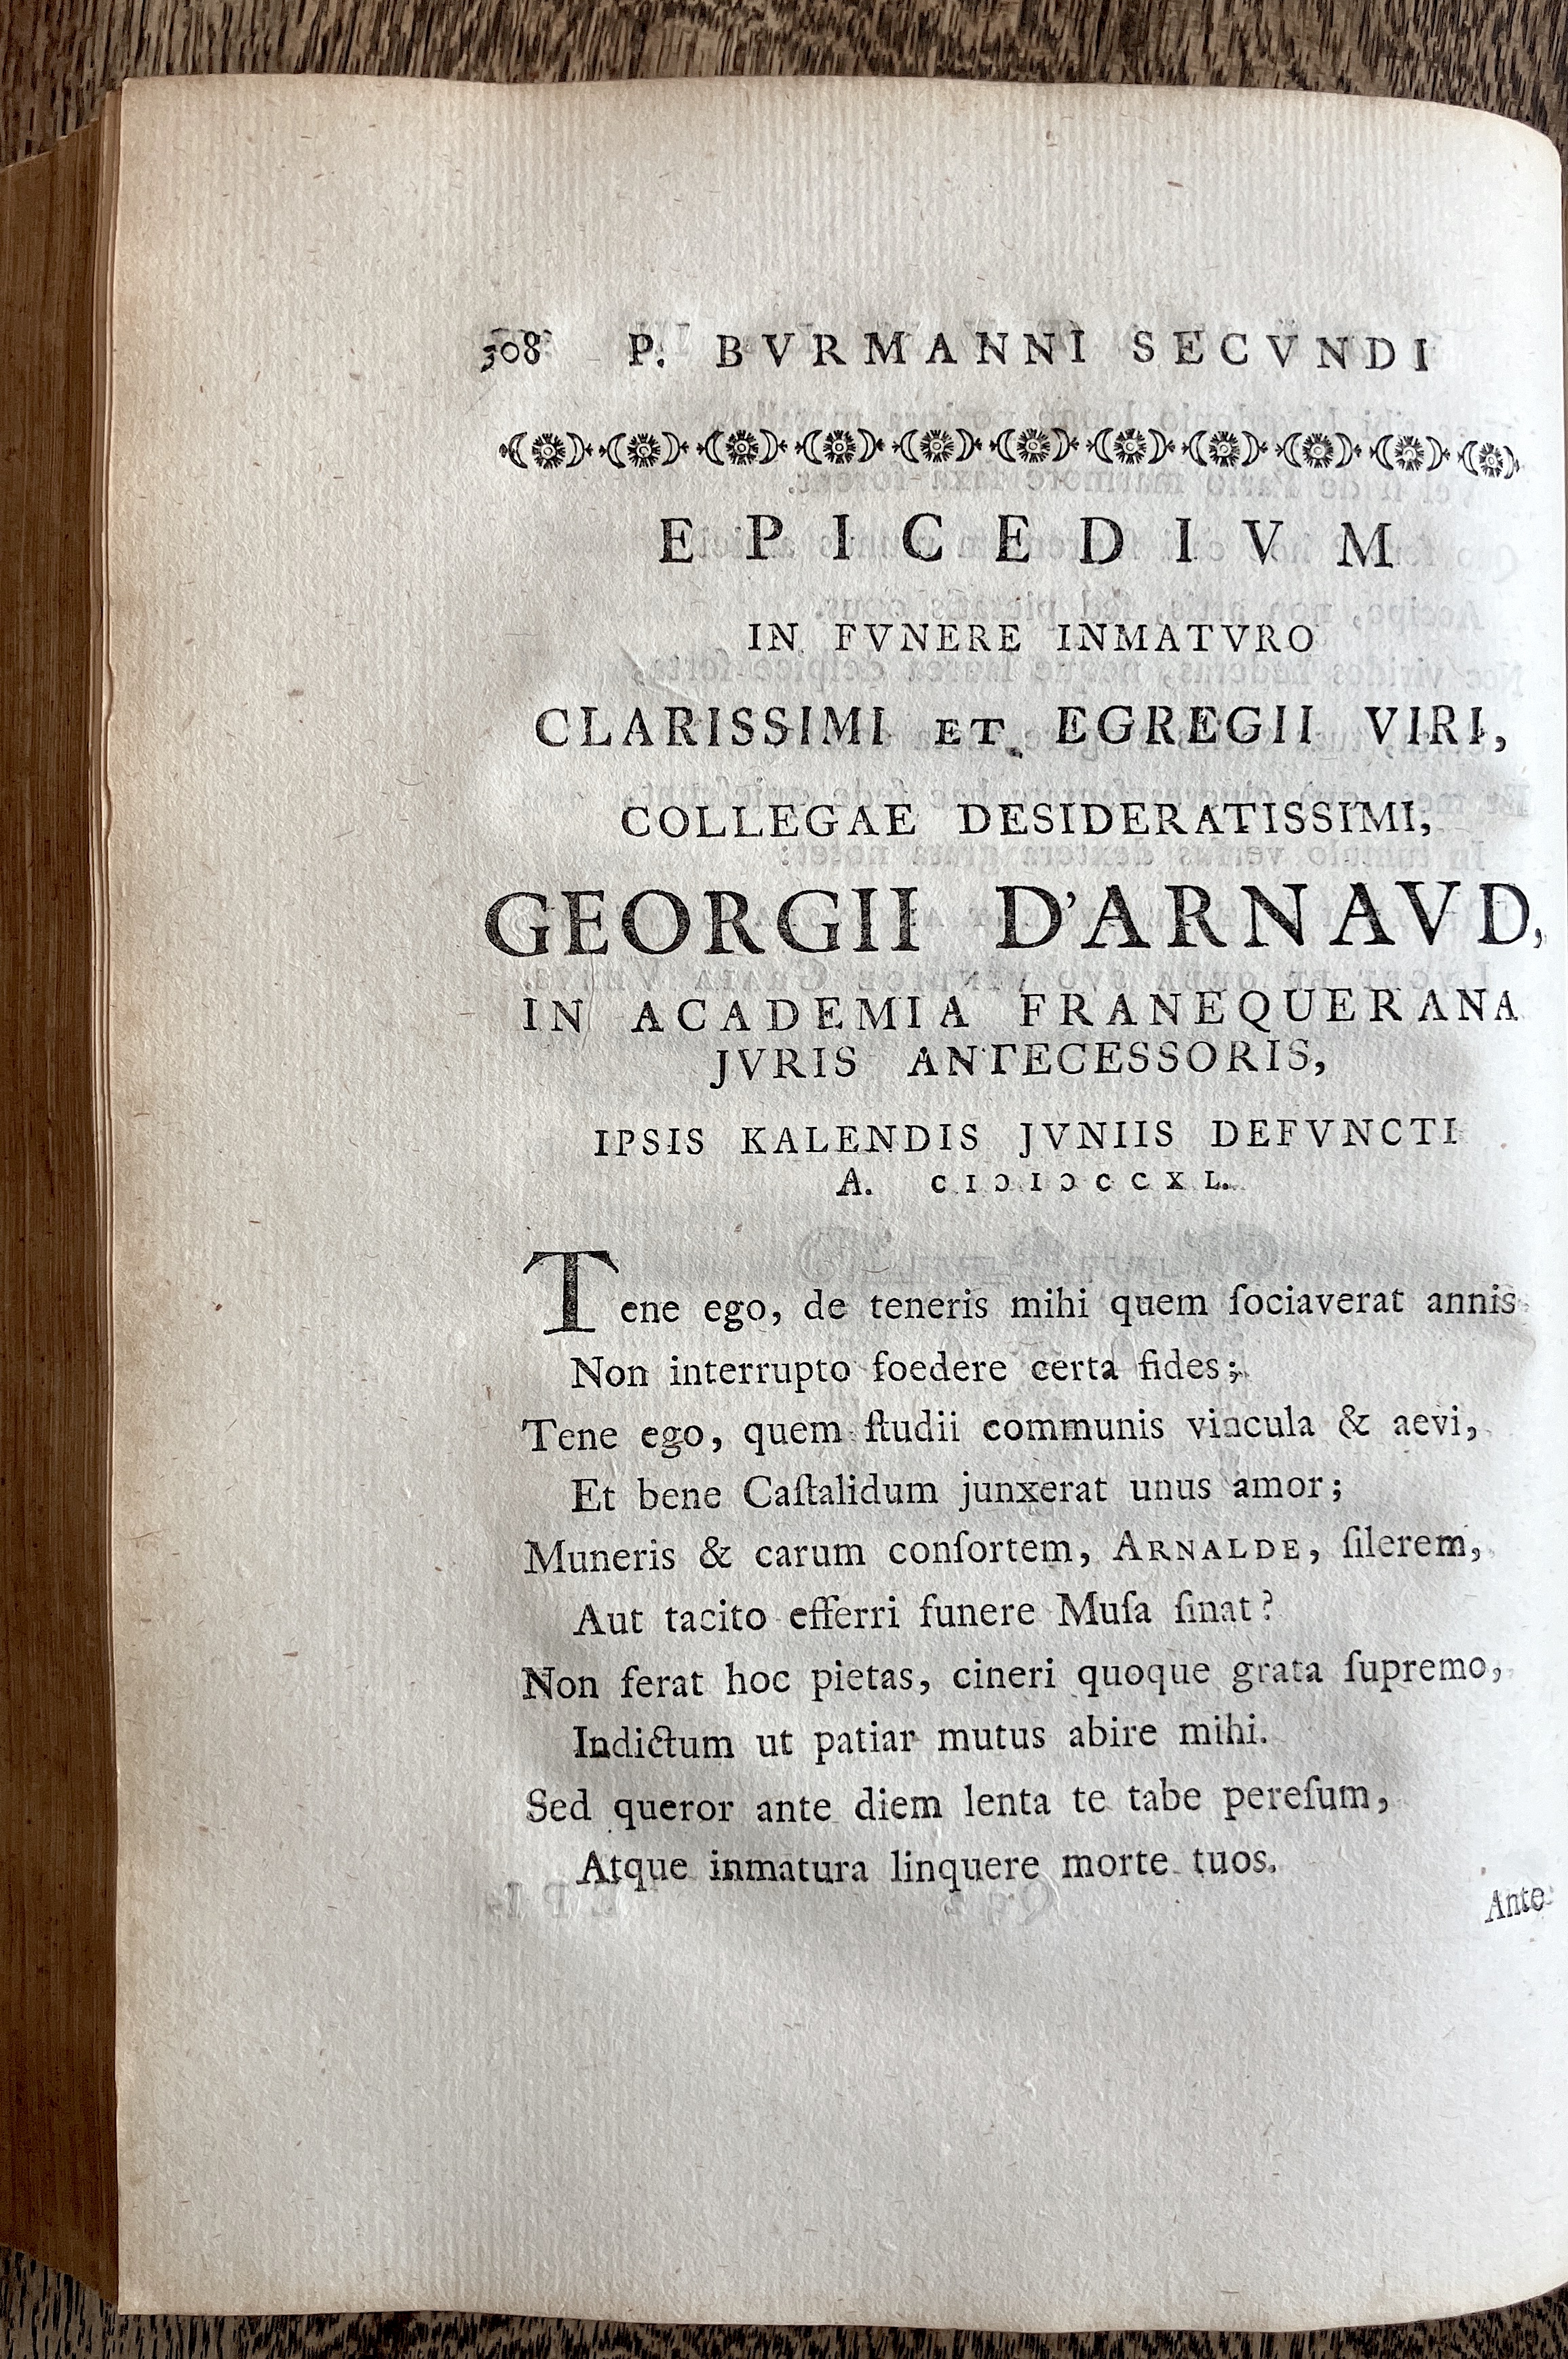 308 P. BVRMANNI SECVNDI
EPICEDIVM
IN FVNERE INMATVRO
CLARISSIMI ET EGREGII VIRI,
COLLEGAE DESIDERATISSIMI,
GEORGII D'ARNAVD,
IN ACADEMIA FRANEQUERANA
JVRIS ANTECESSORIS,
IPSIS KALENDIS JVNIIS DEFVNCTI
A. CIↃIↃCCXL.
Tene ego, de teneris mihi quem ſociaverat annis
Non interrupto foedere certa fides;
Tene ego, quem ſtudii communis vincula & aevi,
Et bene Caſtalidum junxerat unus amor;
Muneris & carum conſortem, ARNALDE, ſilerem,
Aut tacito efferri funere Muſa ſinat?
Non ferat hoc pietas, cineri quoque grata ſupremo,
Indictum ut patiar mutus abire mihi.
Sed queror ante diem lenta te tabe pereſum,
Atque inmatura linquere morte tuos.
Ante